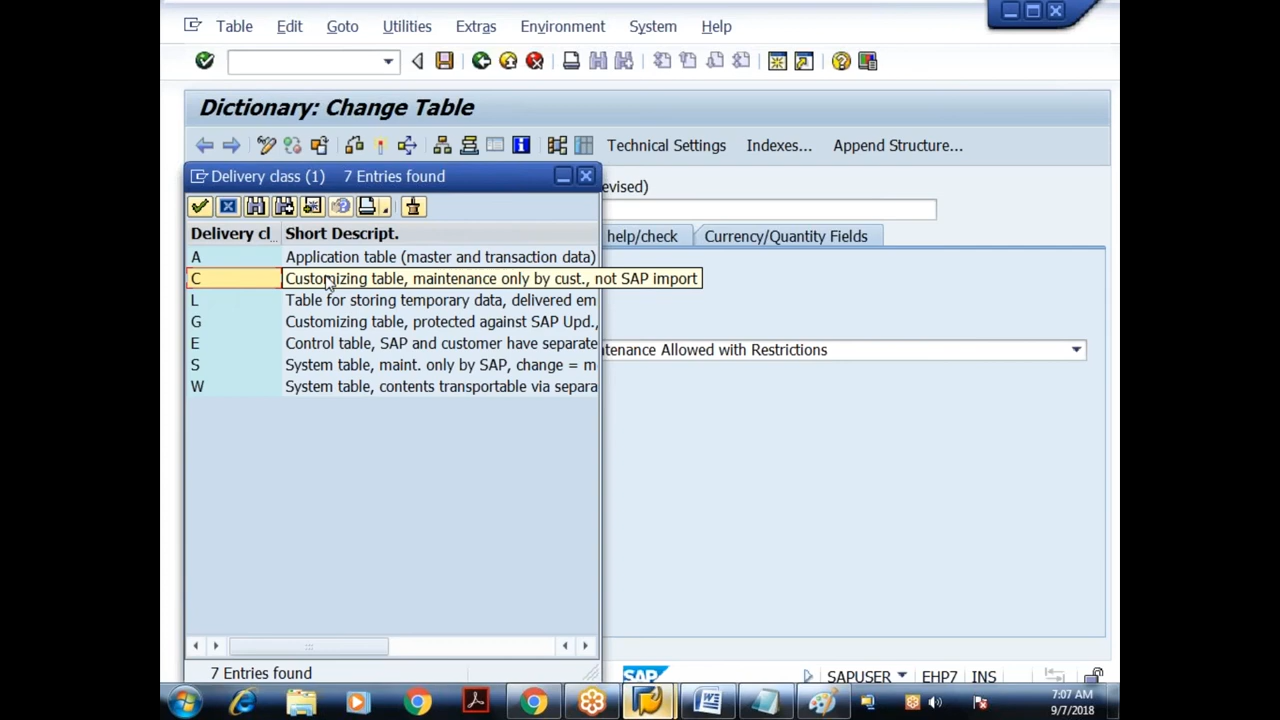 Table Edit Goto Utilities Extras Environment System Help
Dictionary: Change Table
Technical Settings Indexes... Append Structure...
Delivery class (1) 7 Entries found
evised)
Delivery cl... Short Descript.
help/check Currency/Quantity Fields
A Application table (master and transaction data)
C Customizing table, maintenance only by cust., not SAP import
L Table for storing temporary data, delivered em
G Customizing table, protected against SAP Upd.,
E Control table, SAP and customer have separate
tenance Allowed with Restrictions
S System table, maint. only by SAP, change = m
W System table, contents transportable via separa
7 Entries found
SAP
SAPUSER EHP7 INS
7:07 AM
9/7/2018